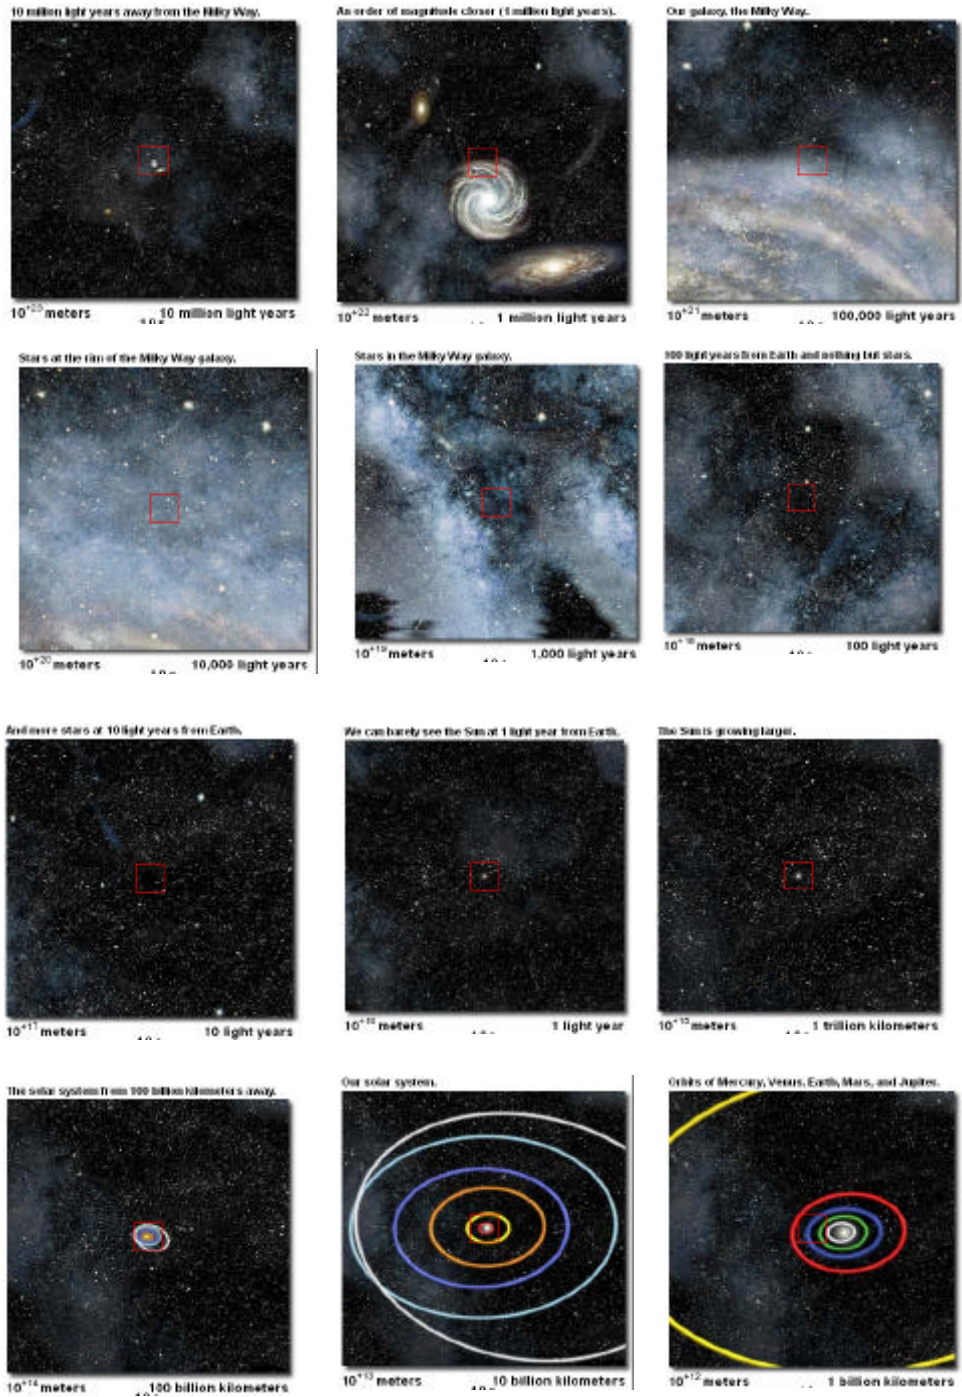 10 million light years away from the Milky Way.
An order of magnitude closer (1 million light years).
Our galaxy, the Milky Way.
10+23 meters 10 million light years
10+22 meters 1 million light years
10+21 meters 100,000 light years
Stars at the rim of the Milky Way galaxy.
Stars in the Milky Way galaxy.
100 light years from Earth and nothing but stars.
10+20 meters 10,000 light years
10+19 meters 1,000 light years
10+18 meters 100 light years
And more stars at 10 light years from Earth.
We can barely see the Sun at 1 light year from Earth.
The Sun is growing larger.
10+17 meters 10 light years
10+16 meters 1 light year
10+15 meters 1 trillion kilometers
The solar system from 100 billion kilometers away.
Our solar system.
Orbits of Mercury, Venus, Earth, Mars, and Jupiter.
10+14 meters 100 billion kilometers
10+13 meters 10 billion kilometers
10+12 meters 1 billion kilometers